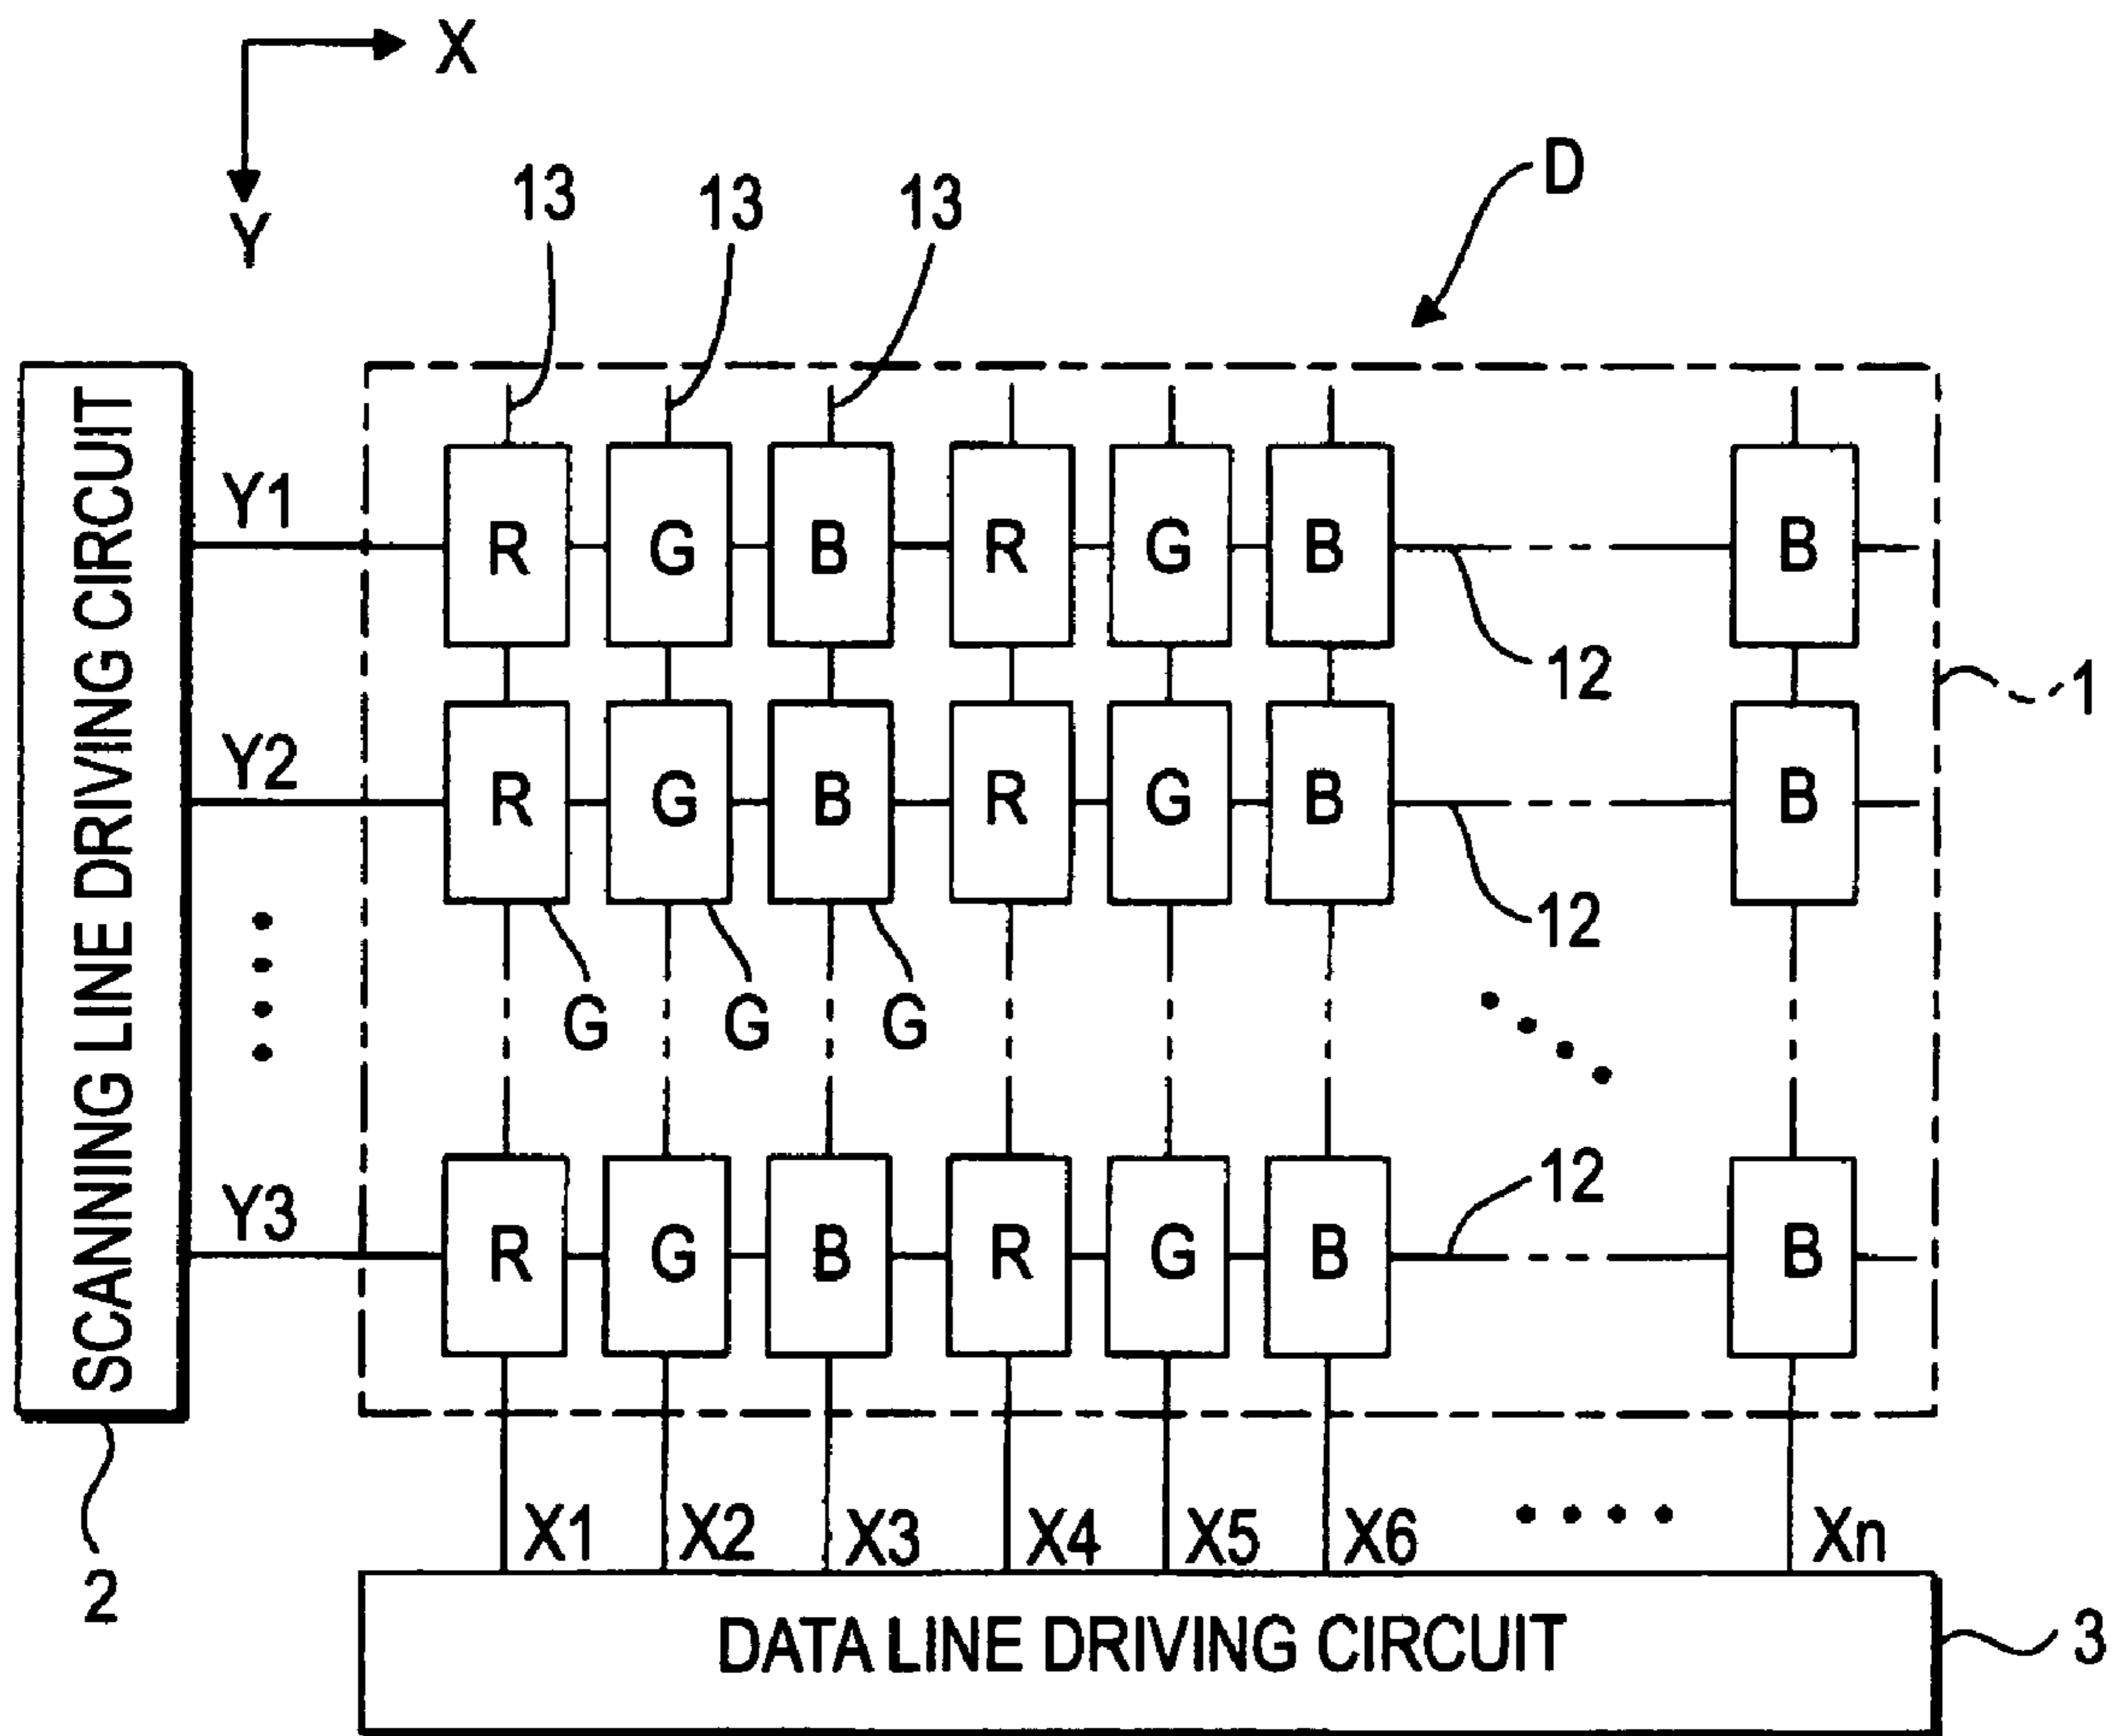 X
Y
13 13 13 D
SCANNING LINE DRIVING CIRCUIT
Y1 R G B R G B B
12
1
Y2 R G B R G B B
12
G G G
12
Y3 R G B R G B B
X1 X2 X3 X4 X5 X6 Xn
2
DATA LINE DRIVING CIRCUIT 3